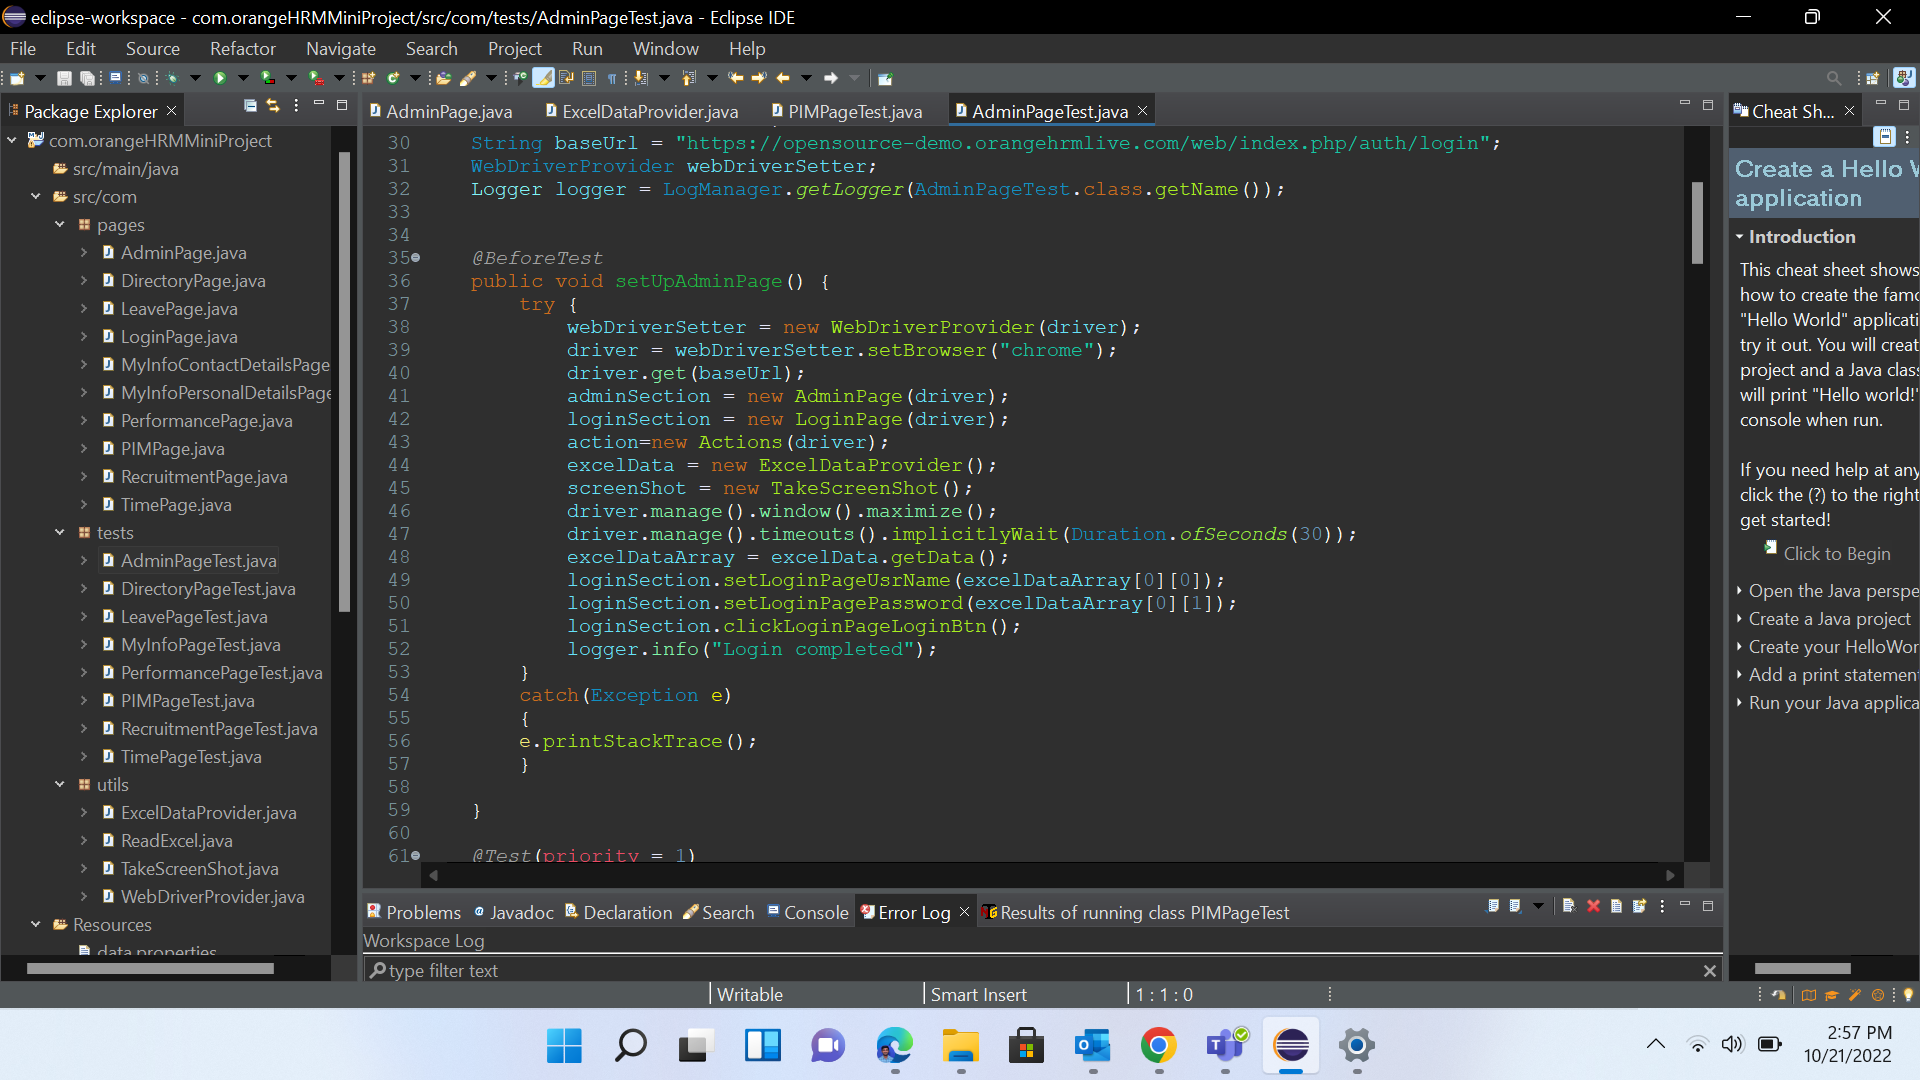 eclipse-workspace - com.orangeHRMMiniProject/src/com/tests/AdminPageTest.java - Eclipse IDE
File Edit Source Refactor Navigate Search Project Run Window Help
Package Explorer
com.orangeHRMMiniProject
src/main/java
src/com
pages
AdminPage.java
DirectoryPage.java
LeavePage.java
LoginPage.java
MyInfoContactDetailsPage
MyInfoPersonalDetailsPage
PerformancePage.java
PIMPage.java
RecruitmentPage.java
TimePage.java
tests
AdminPageTest.java
DirectoryPageTest.java
LeavePageTest.java
MyInfoPageTest.java
PerformancePageTest.java
PIMPageTest.java
RecruitmentPageTest.java
TimePageTest.java
utils
ExcelDataProvider.java
ReadExcel.java
TakeScreenShot.java
WebDriverProvider.java
Resources
data.properties
AdminPage.java ExcelDataProvider.java PIMPageTest.java AdminPageTest.java
30 String baseUrl = "https://opensource-demo.orangehrmlive.com/web/index.php/auth/login";
31 WebDriverProvider webDriverSetter;
32 Logger logger = LogManager.getLogger(AdminPageTest.class.getName());
33
34
35 @BeforeTest
36 public void setUpAdminPage() {
37 try {
38 webDriverSetter = new WebDriverProvider(driver);
39 driver = webDriverSetter.setBrowser("chrome");
40 driver.get(baseUrl);
41 adminSection = new AdminPage(driver);
42 loginSection = new LoginPage(driver);
43 action=new Actions(driver);
44 excelData = new ExcelDataProvider();
45 screenShot = new TakeScreenShot();
46 driver.manage().window().maximize();
47 driver.manage().timeouts().implicitlyWait(Duration.ofSeconds(30));
48 excelDataArray = excelData.getData();
49 loginSection.setLoginPageUsrName(excelDataArray[0][0]);
50 loginSection.setLoginPagePassword(excelDataArray[0][1]);
51 loginSection.clickLoginPageLoginBtn();
52 logger.info("Login completed");
53 }
54 catch(Exception e)
55 {
56 e.printStackTrace();
57 }
58
59 }
60
61 @Test(priority = 1)
Problems Javadoc Declaration Search Console Error Log Results of running class PIMPageTest
Workspace Log
type filter text
Cheat Sh...
Create a Hello W
application
Introduction
This cheat sheet shows
how to create the famo
"Hello World" applicati
try it out. You will creat
project and a Java class
will print "Hello world!"
console when run.
If you need help at any
click the (?) to the right
get started!
Click to Begin
Open the Java perspe
Create a Java project
Create your HelloWor
Add a print statement
Run your Java applica
Writable Smart Insert 1 : 1 : 0
2:57 PM
10/21/2022